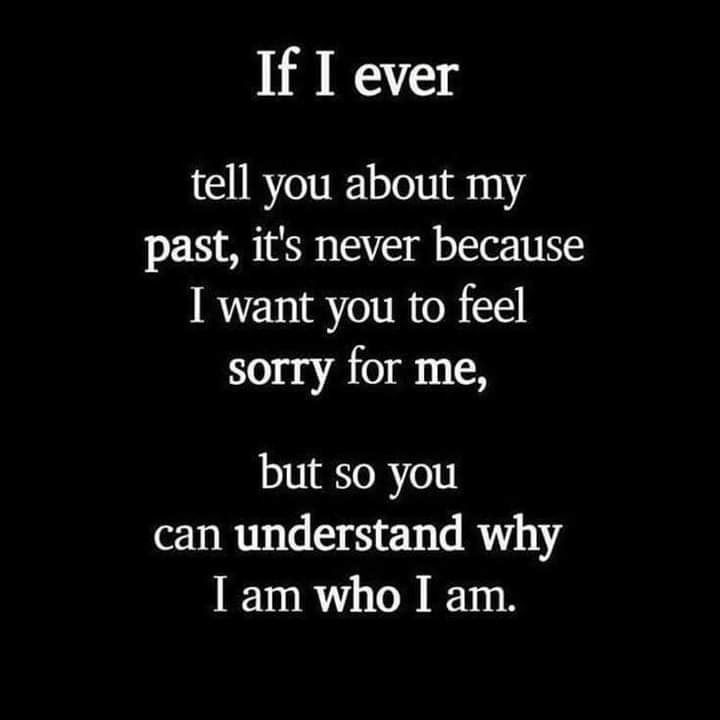 If I ever
tell you about my
past, it's never because
I want you to feel
sorry for me,
but so you
can understand why
I am who I am.